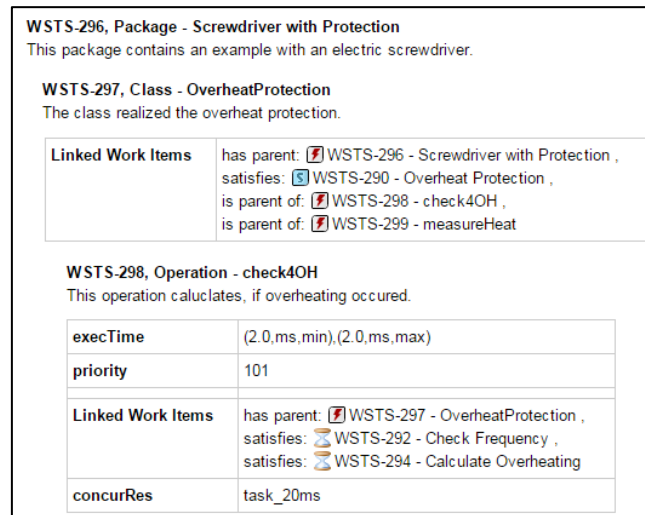 WSTS-296, Package - Screwdriver with Protection
This package contains an example with an electric screwdriver.
WSTS-297, Class - OverheatProtection
The class realized the overheat protection.
Linked Work Items has parent: WSTS-296 - Screwdriver with Protection ,
satisfies: S WSTS-290 - Overheat Protection ,
is parent of: WSTS-298 - check4OH ,
is parent of: WSTS-299 - measureHeat
WSTS-298, Operation - check4OH
This operation caluclates, if overheating occured.
execTime (2.0,ms,min),(2.0,ms,max)
priority 101
Linked Work Items has parent: WSTS-297 - OverheatProtection ,
satisfies: WSTS-292 - Check Frequency ,
satisfies: WSTS-294 - Calculate Overheating
concurRes task_20ms